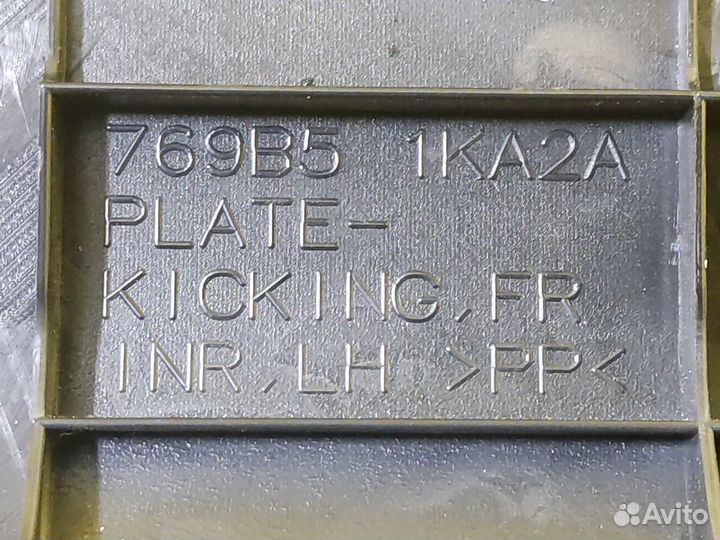 769B5 1KA2A
PLATE-
KICKING,FR
INR,LH >PP<
Avito